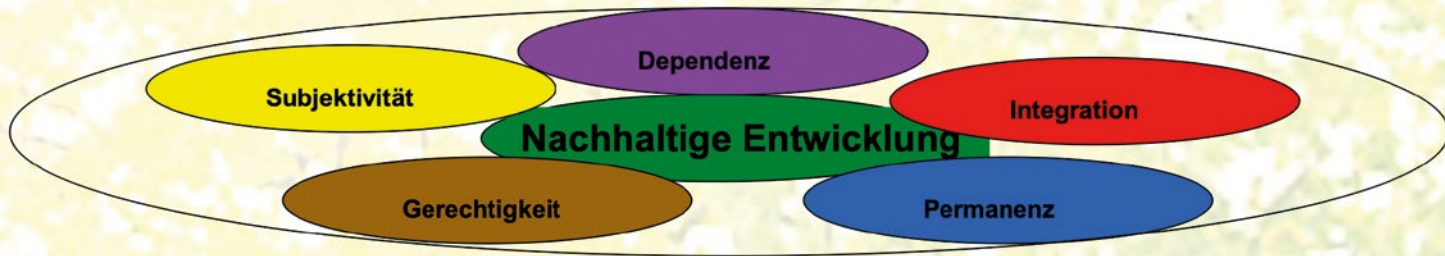 Dependenz
Subjektivität
Integration
Nachhaltige Entwicklung
Gerechtigkeit
Permanenz